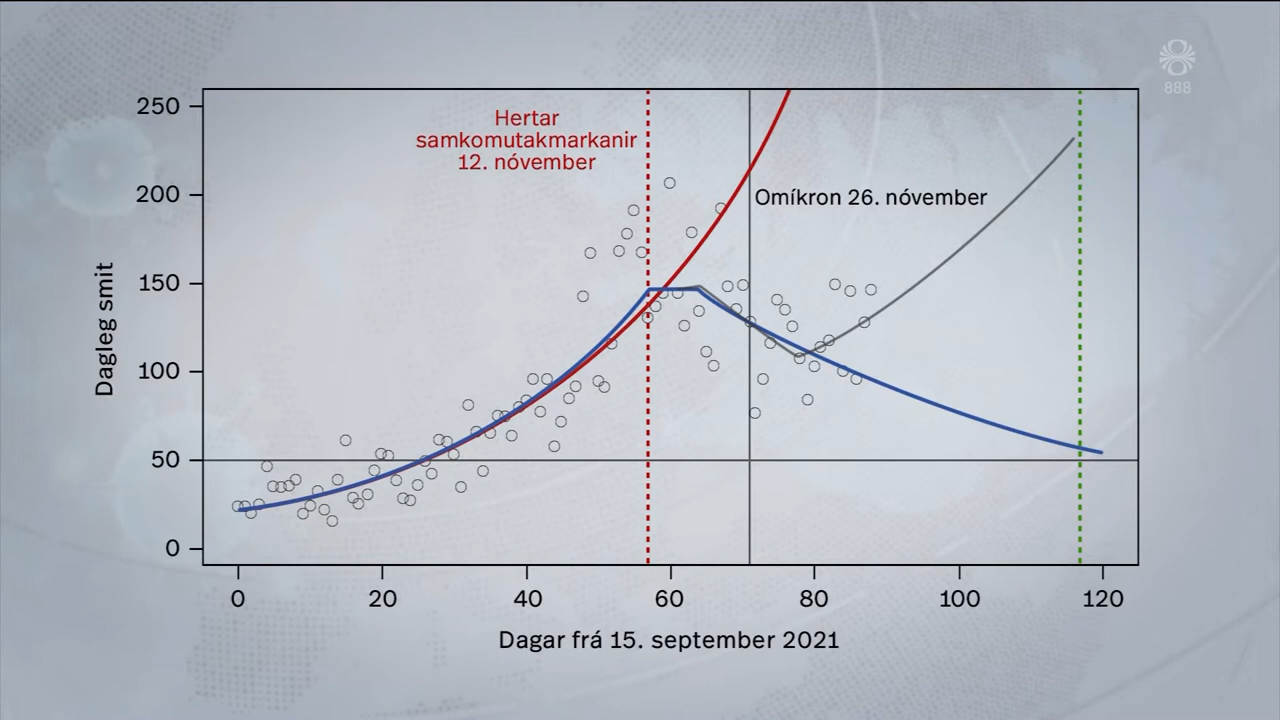 888
250
200
150
100
50
0
Dagleg smit
Hertar
samkomutakmarkanir
12. nóvember
Omíkron 26. nóvember
0 20 40 60 80 100 120
Dagar frá 15. september 2021